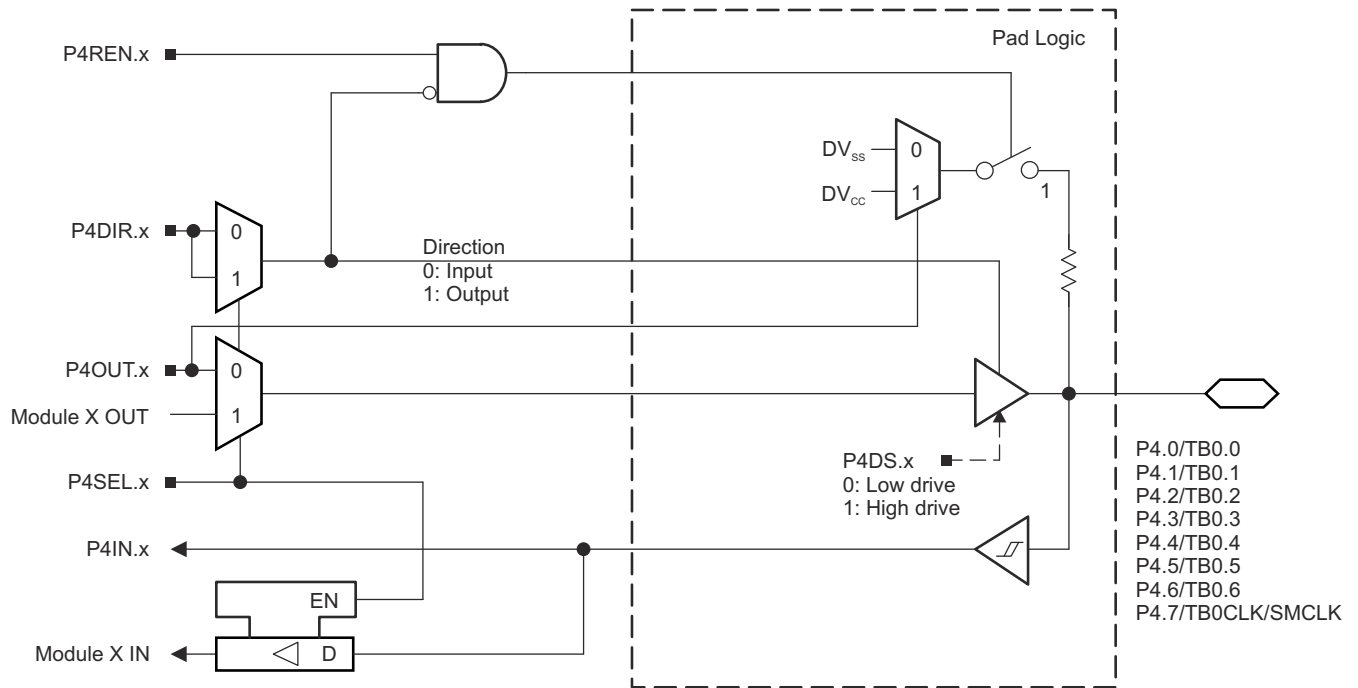 Pad Logic
P4REN.x
DVSS
0
DVCC
1
1
P4DIR.x
0
1
Direction
0: Input
1: Output
P4OUT.x
0
Module X OUT
1
P4DS.x
0: Low drive
1: High drive
P4SEL.x
P4.0/TB0.0
P4.1/TB0.1
P4.2/TB0.2
P4.3/TB0.3
P4.4/TB0.4
P4.5/TB0.5
P4.6/TB0.6
P4.7/TB0CLK/SMCLK
P4IN.x
EN
Module X IN
D